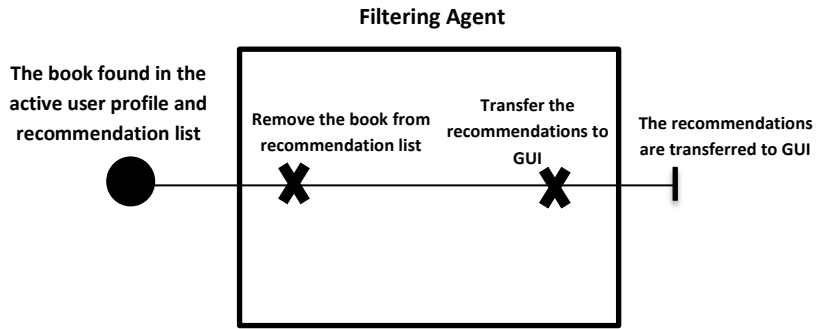 Filtering Agent
The book found in the
active user profile and
recommendation list
Remove the book from
recommendation list
Transfer the
recommendations to
GUI
The recommendations
are transferred to GUI